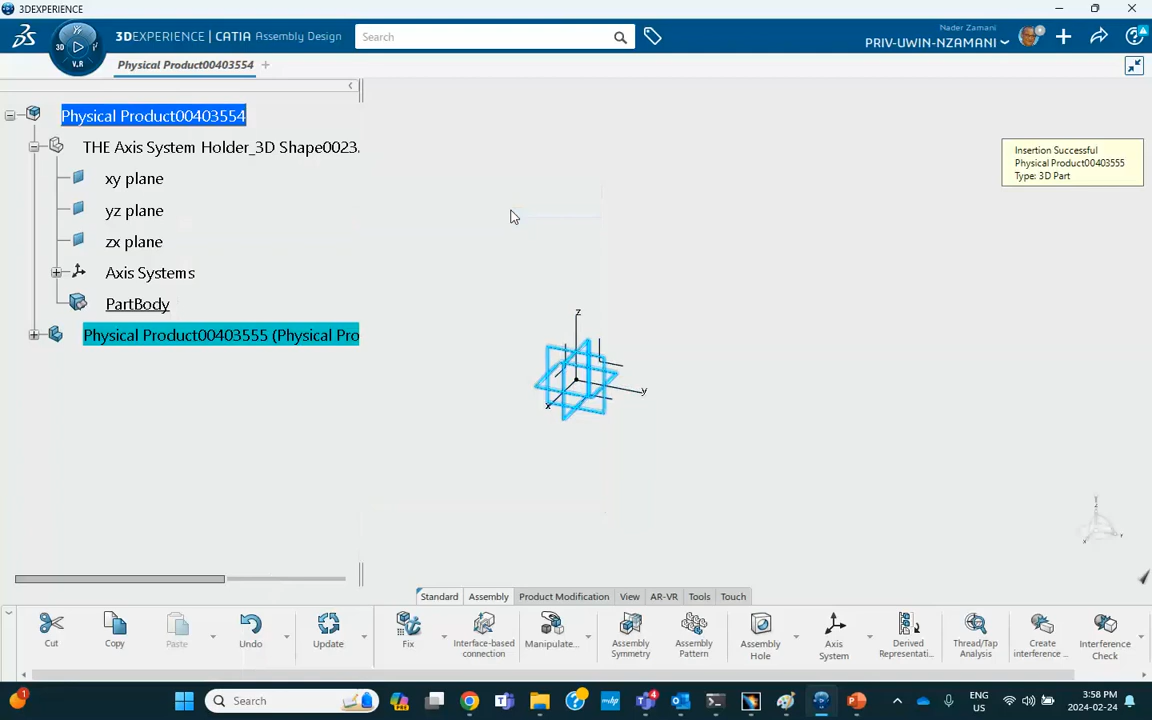 3DEXPERIENCE
3DEXPERIENCE | CATIA Assembly Design
Search
Nader Zamani
PRIV-UWIN-NZAMANI
3D
V.R
Physical Product00403554
Physical Product00403554
THE Axis System Holder_3D Shape0023.
xy plane
yz plane
zx plane
Axis Systems
PartBody
Physical Product00403555 (Physical Pro
Insertion Successful
Physical Product00403555
Type: 3D Part
z
y
x
Standard Assembly Product Modification View AR-VR Tools Touch
Cut
Copy
Paste
Undo
Update
Fix
Interface-based connection
Manipulate...
Assembly Symmetry
Assembly Pattern
Assembly Hole
Axis System
Derived Representati...
Thread/Tap Analysis
Create interference ...
Interference Check
Search
ENG
US
3:58 PM
2024-02-24